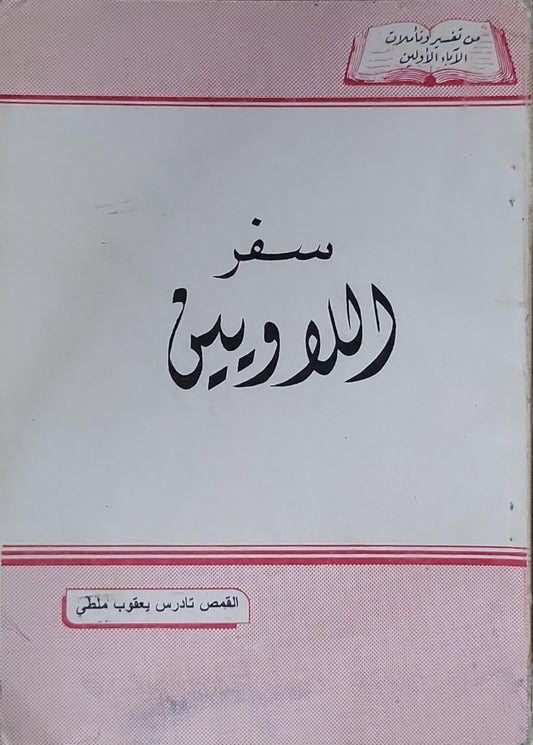 من تفسير وتأملات
الآباء الأولين
سفر
اللاويين
القمص تادرس يعقوب ملطي